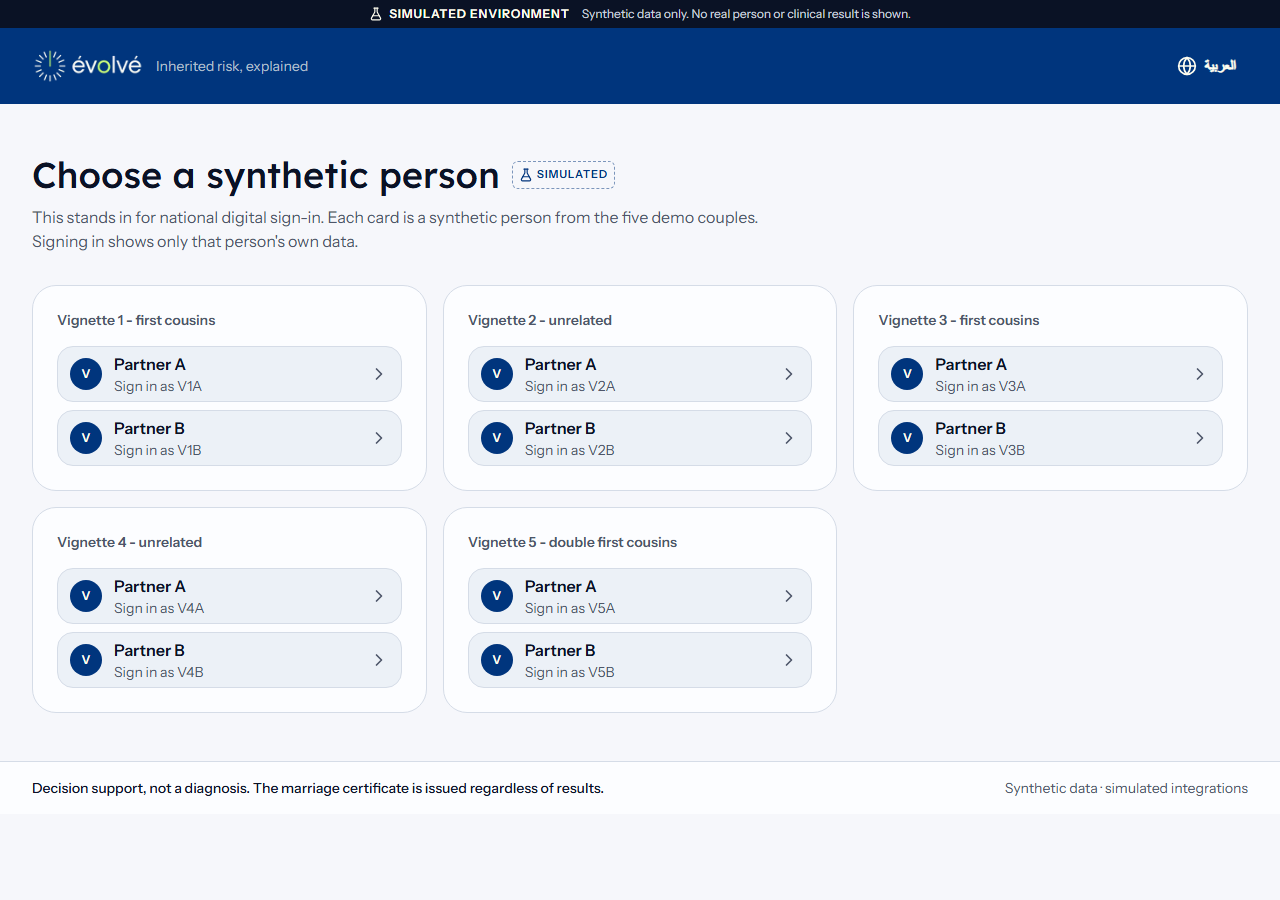 SIMULATED ENVIRONMENT Synthetic data only. No real person or clinical result is shown.
évolvé Inherited risk, explained العربية
Choose a synthetic person SIMULATED
This stands in for national digital sign-in. Each card is a synthetic person from the five demo couples.
Signing in shows only that person's own data.
Vignette 1 - first cousins
V Partner A
Sign in as V1A
V Partner B
Sign in as V1B
Vignette 2 - unrelated
V Partner A
Sign in as V2A
V Partner B
Sign in as V2B
Vignette 3 - first cousins
V Partner A
Sign in as V3A
V Partner B
Sign in as V3B
Vignette 4 - unrelated
V Partner A
Sign in as V4A
V Partner B
Sign in as V4B
Vignette 5 - double first cousins
V Partner A
Sign in as V5A
V Partner B
Sign in as V5B
Decision support, not a diagnosis. The marriage certificate is issued regardless of results.
Synthetic data · simulated integrations